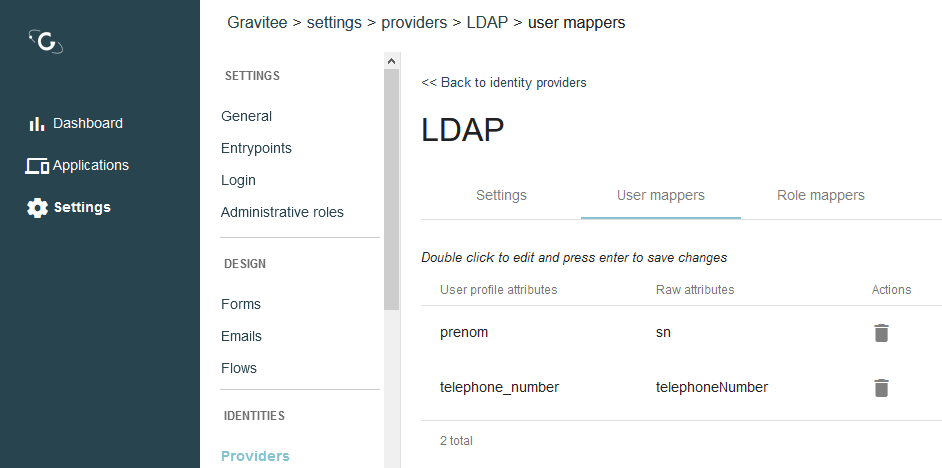 Gravitee > settings > providers > LDAP > user mappers
G
Dashboard
Applications
Settings
SETTINGS
General
Entrypoints
Login
Administrative roles
DESIGN
Forms
Emails
Flows
IDENTITIES
Providers
<< Back to identity providers
LDAP
Settings User mappers Role mappers
Double click to edit and press enter to save changes
User profile attributes Raw attributes Actions
prenom sn
telephone_number telephoneNumber
2 total